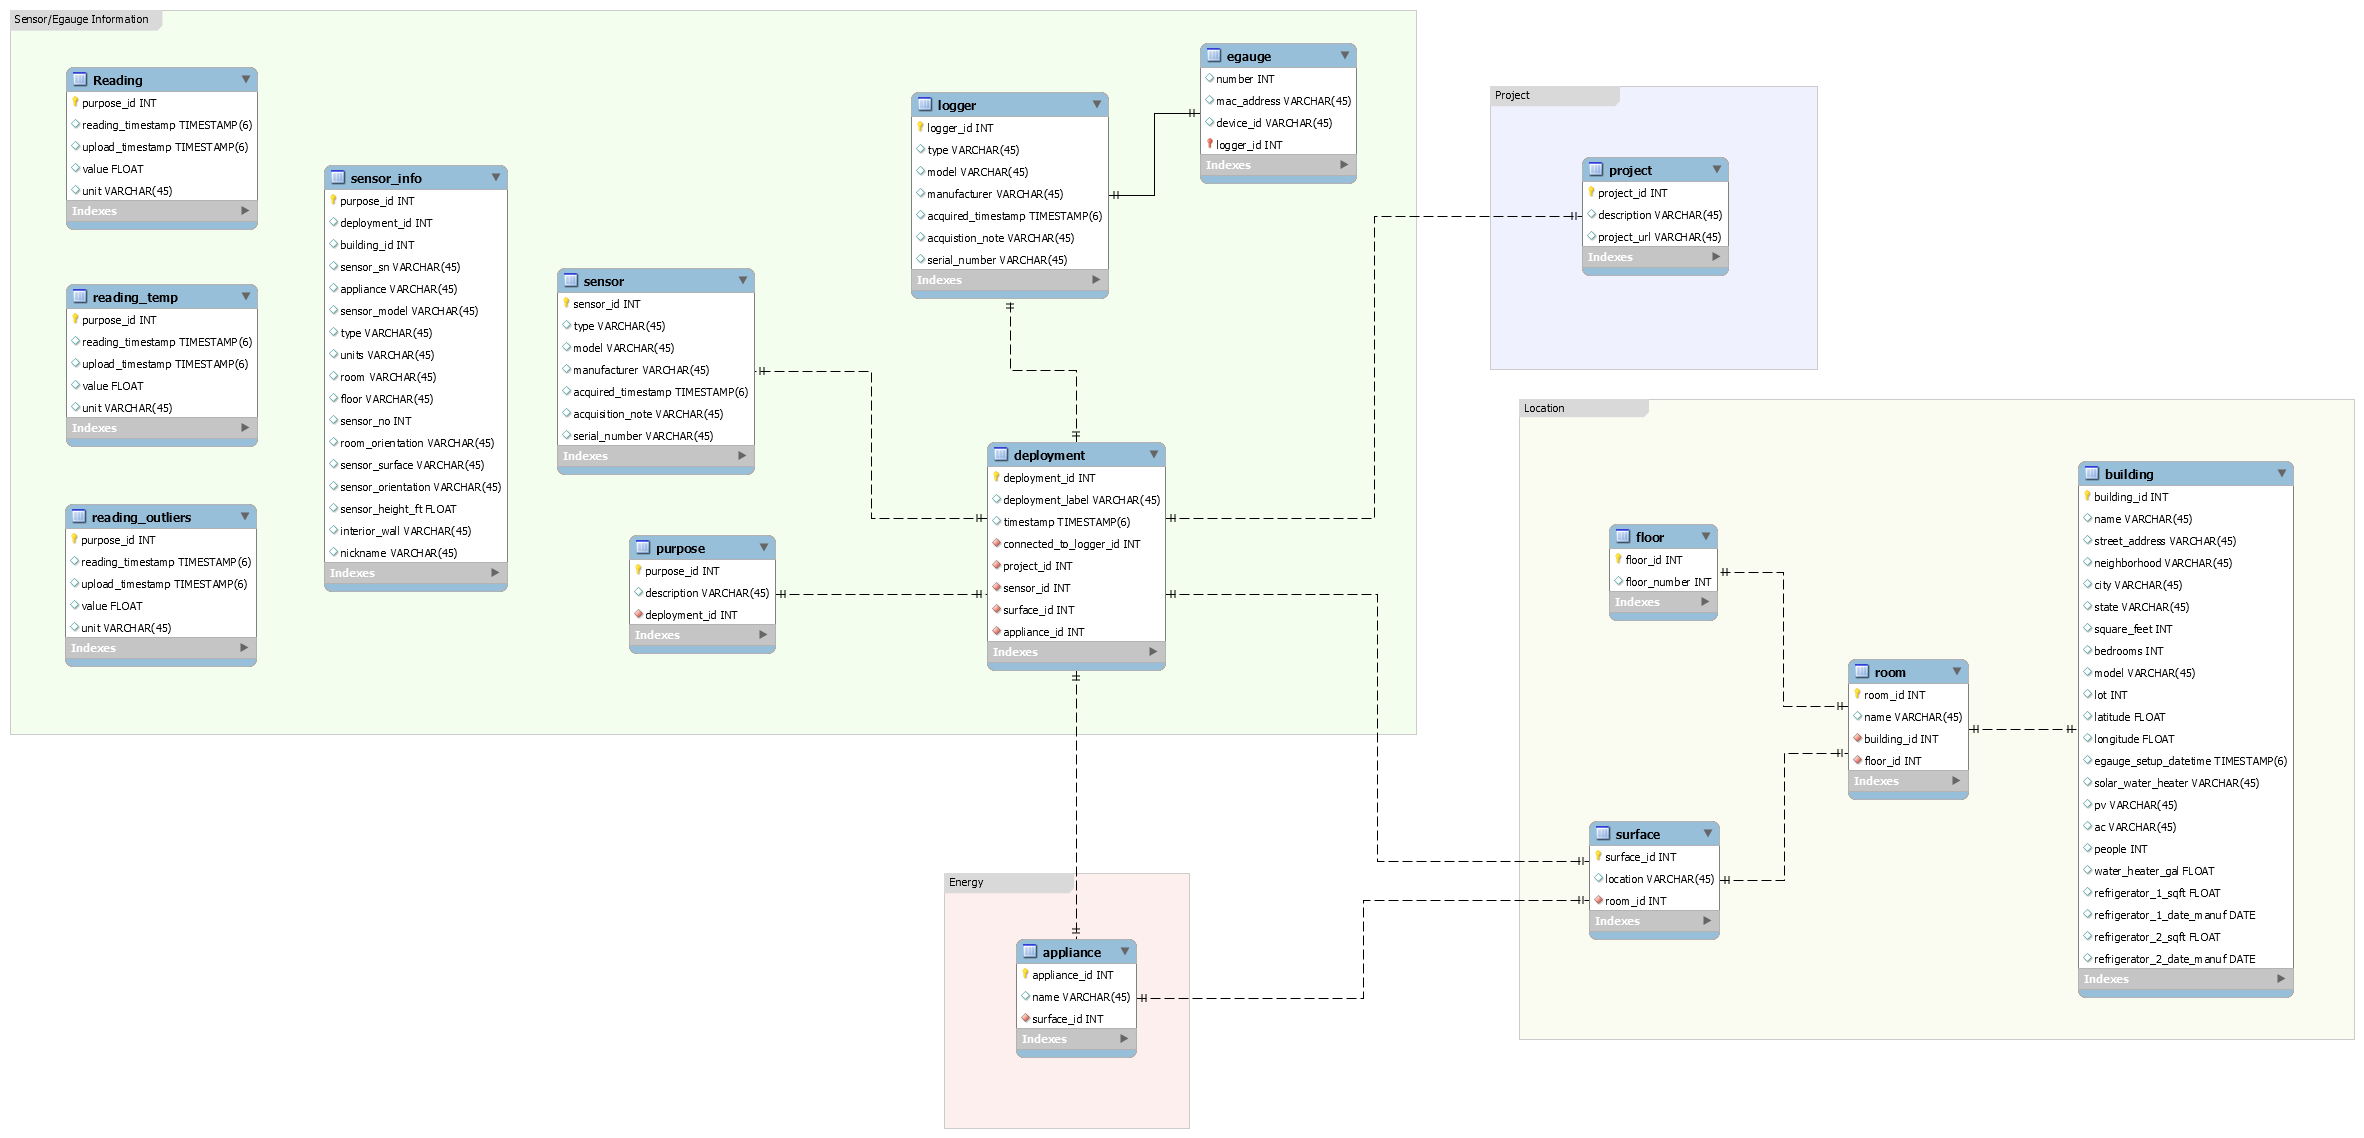 Sensor/Egauge Information
Reading
purpose_id INT
reading_timestamp TIMESTAMP(6)
upload_timestamp TIMESTAMP(6)
value FLOAT
unit VARCHAR(45)
Indexes
reading_temp
purpose_id INT
reading_timestamp TIMESTAMP(6)
upload_timestamp TIMESTAMP(6)
value FLOAT
unit VARCHAR(45)
Indexes
reading_outliers
purpose_id INT
reading_timestamp TIMESTAMP(6)
upload_timestamp TIMESTAMP(6)
value FLOAT
unit VARCHAR(45)
Indexes
sensor_info
purpose_id INT
deployment_id INT
building_id INT
sensor_sn VARCHAR(45)
appliance VARCHAR(45)
sensor_model VARCHAR(45)
type VARCHAR(45)
units VARCHAR(45)
room VARCHAR(45)
floor VARCHAR(45)
sensor_no INT
room_orientation VARCHAR(45)
sensor_surface VARCHAR(45)
sensor_orientation VARCHAR(45)
sensor_height_ft FLOAT
interior_wall VARCHAR(45)
nickname VARCHAR(45)
Indexes
sensor
sensor_id INT
type VARCHAR(45)
model VARCHAR(45)
manufacturer VARCHAR(45)
acquired_timestamp TIMESTAMP(6)
acquisition_note VARCHAR(45)
serial_number VARCHAR(45)
Indexes
purpose
purpose_id INT
description VARCHAR(45)
deployment_id INT
Indexes
logger
logger_id INT
type VARCHAR(45)
model VARCHAR(45)
manufacturer VARCHAR(45)
acquired_timestamp TIMESTAMP(6)
acquistion_note VARCHAR(45)
serial_number VARCHAR(45)
Indexes
egauge
number INT
mac_address VARCHAR(45)
device_id VARCHAR(45)
logger_id INT
Indexes
deployment
deployment_id INT
deployment_label VARCHAR(45)
timestamp TIMESTAMP(6)
connected_to_logger_id INT
project_id INT
sensor_id INT
surface_id INT
appliance_id INT
Indexes
Project
project
project_id INT
description VARCHAR(45)
project_url VARCHAR(45)
Indexes
Energy
appliance
appliance_id INT
name VARCHAR(45)
surface_id INT
Indexes
Location
floor
floor_id INT
floor_number INT
Indexes
surface
surface_id INT
location VARCHAR(45)
room_id INT
Indexes
room
room_id INT
name VARCHAR(45)
building_id INT
floor_id INT
Indexes
building
building_id INT
name VARCHAR(45)
street_address VARCHAR(45)
neighborhood VARCHAR(45)
city VARCHAR(45)
state VARCHAR(45)
square_feet INT
bedrooms INT
model VARCHAR(45)
lot INT
latitude FLOAT
longitude FLOAT
egauge_setup_datetime TIMESTAMP(6)
solar_water_heater VARCHAR(45)
pv VARCHAR(45)
ac VARCHAR(45)
people INT
water_heater_gal FLOAT
refrigerator_1_sqft FLOAT
refrigerator_1_date_manuf DATE
refrigerator_2_sqft FLOAT
refrigerator_2_date_manuf DATE
Indexes